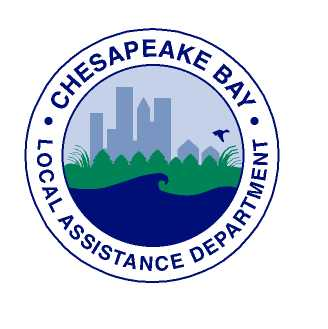 • CHESAPEAKE BAY •
LOCAL ASSISTANCE DEPARTMENT